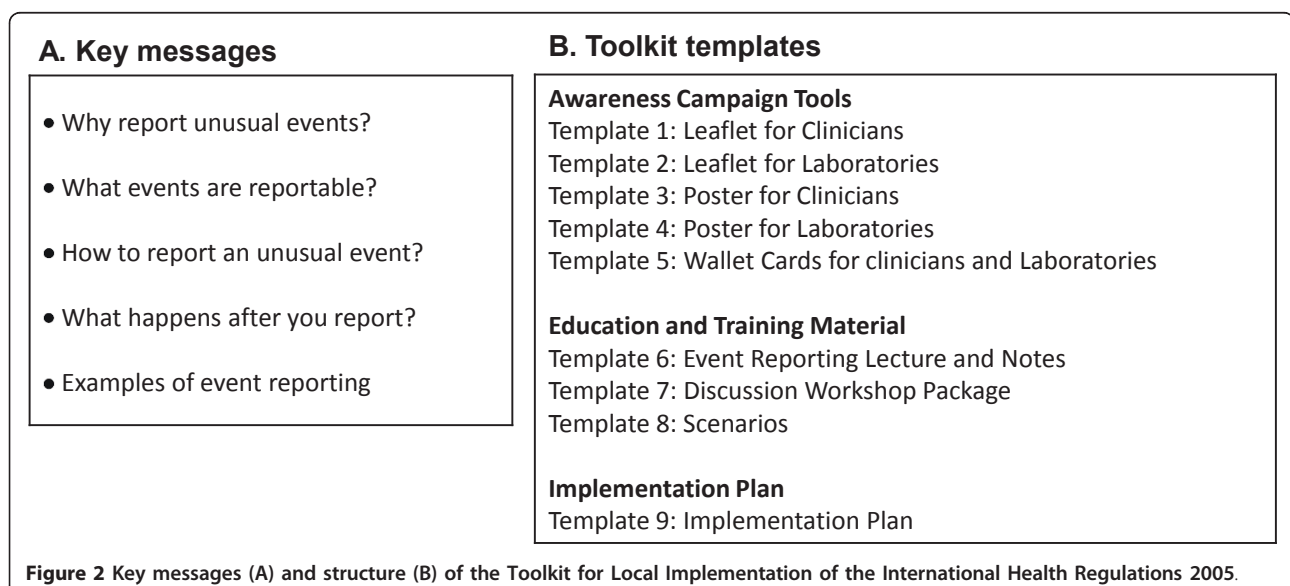 A. Key messages
• Why report unusual events?
• What events are reportable?
• How to report an unusual event?
• What happens after you report?
• Examples of event reporting
B. Toolkit templates
Awareness Campaign Tools
Template 1: Leaflet for Clinicians
Template 2: Leaflet for Laboratories
Template 3: Poster for Clinicians
Template 4: Poster for Laboratories
Template 5: Wallet Cards for clinicians and Laboratories
Education and Training Material
Template 6: Event Reporting Lecture and Notes
Template 7: Discussion Workshop Package
Template 8: Scenarios
Implementation Plan
Template 9: Implementation Plan
Figure 2 Key messages (A) and structure (B) of the Toolkit for Local Implementation of the International Health Regulations 2005.